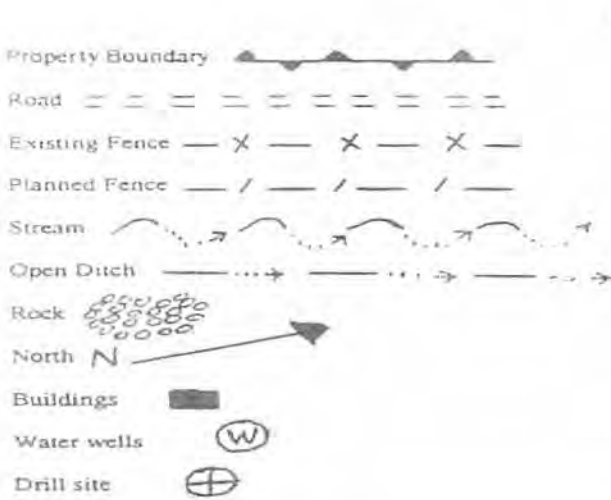 Property Boundary
Road
Existing Fence
Planned Fence
Stream
Open Ditch
Rock
North N
Buildings
Water wells W
Drill site